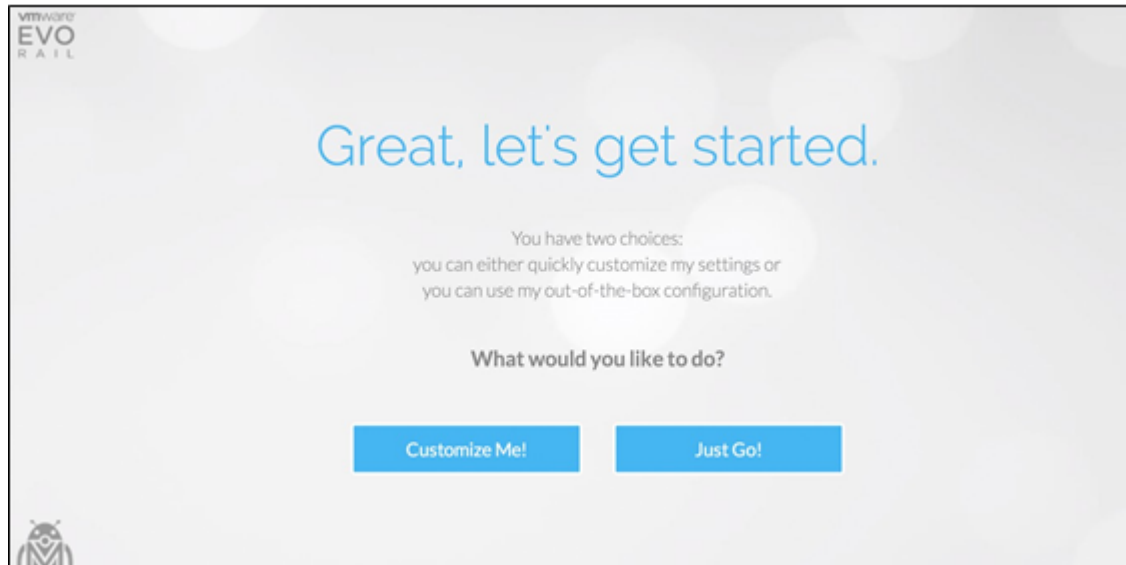 vmware
EVO
RAIL
Great, let's get started.
You have two choices:
you can either quickly customize my settings or
you can use my out-of-the-box configuration.
What would you like to do?
Customize Me!
Just Go!